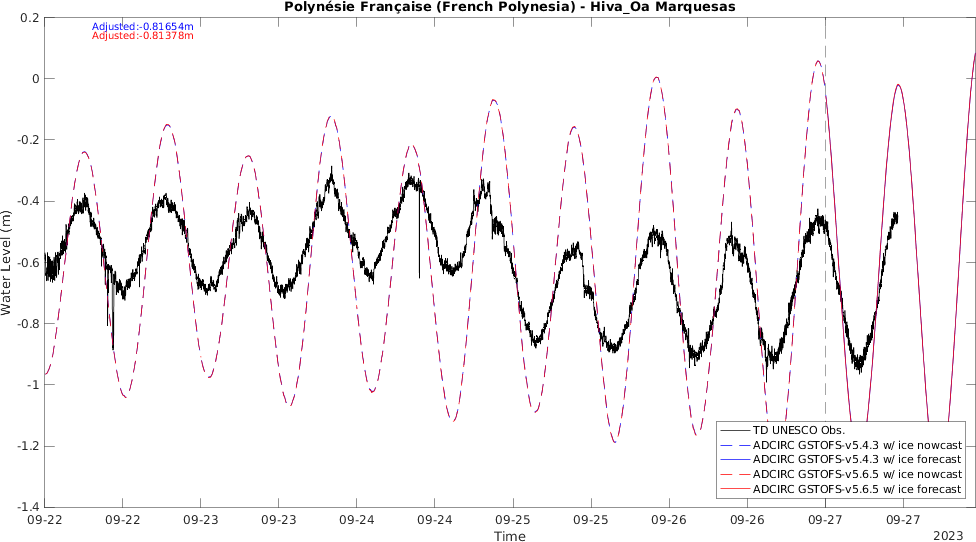 Polynésie Française (French Polynesia) - Hiva_Oa Marquesas
Adjusted:-0.81654m
Adjusted:-0.81378m
0.2
0
-0.2
-0.4
-0.6
-0.8
-1
-1.2
-1.4
Water Level (m)
TD UNESCO Obs.
ADCIRC GSTOFS-v5.4.3 w/ ice nowcast
ADCIRC GSTOFS-v5.4.3 w/ ice forecast
ADCIRC GSTOFS-v5.6.5 w/ ice nowcast
ADCIRC GSTOFS-v5.6.5 w/ ice forecast
09-22 09-22 09-23 09-23 09-24 09-24 09-25 09-25 09-26 09-26 09-27 09-27
Time
2023